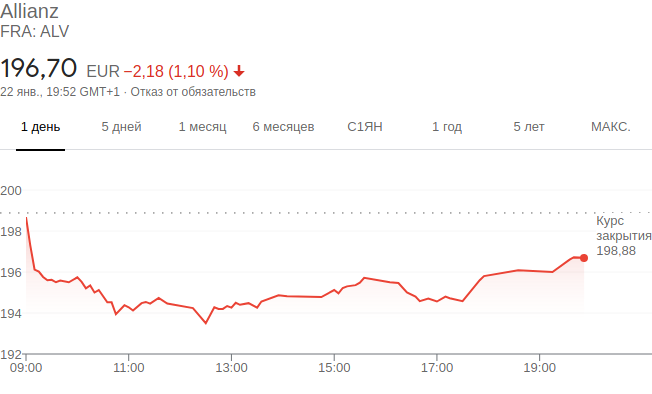 Allianz
FRA: ALV
196,70 EUR −2,18 (1,10 %)
22 янв., 19:52 GMT+1 · Отказ от обязательств
1 день 5 дней 1 месяц 6 месяцев С1ЯН 1 год 5 лет МАКС.
200
198
196
194
192
Курс
закрытия
198,88
09:00 11:00 13:00 15:00 17:00 19:00